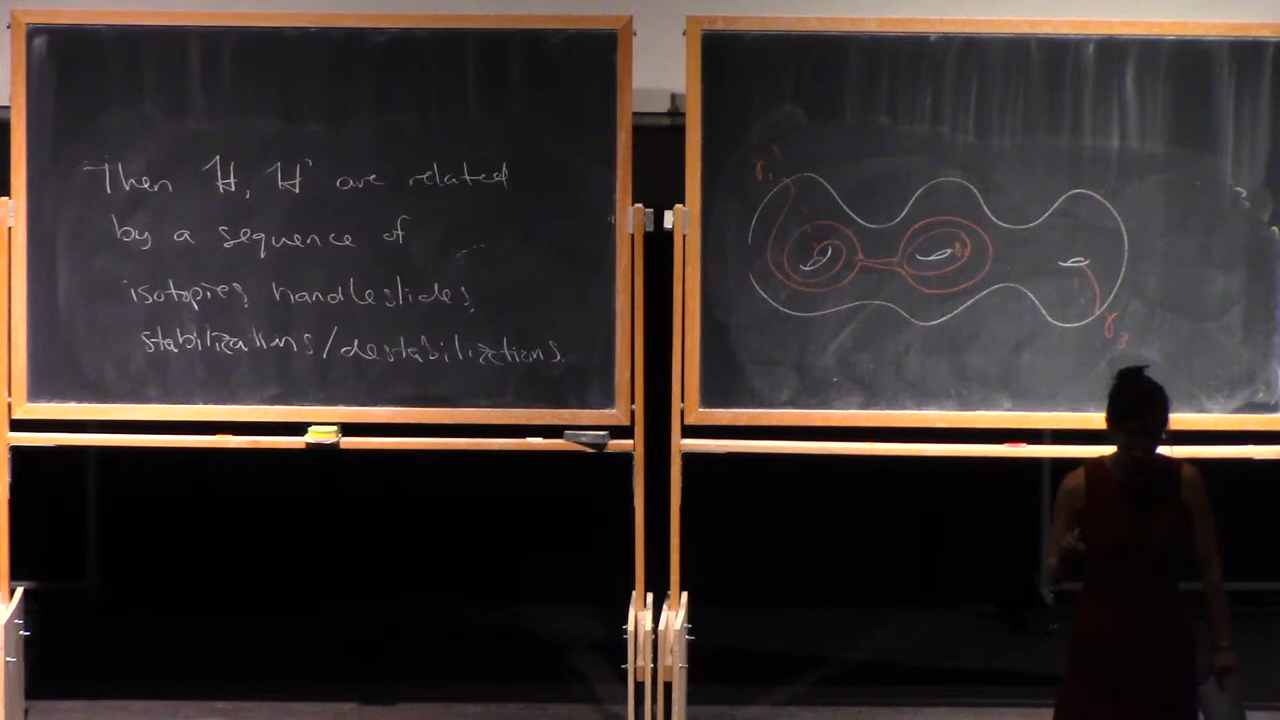 Then H, H' are related
by a sequence of
isotopies, handleslides,
stabilizations/destabilizations.
γ₁'
γ₃